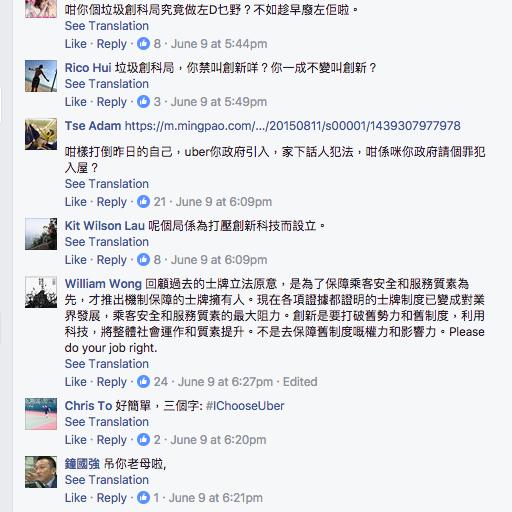 咁你個垃圾創科局究竟做左D乜野？不如趁早廢左佢啦。
See Translation
Like · Reply · 8 · June 9 at 5:44pm
Rico Hui 垃圾創科局，你禁叫創新咩？你一成不變叫創新？
See Translation
Like · Reply · 3 · June 9 at 5:49pm
Tse Adam https://m.mingpao.com/.../20150811/s00001/1439307977978
咁樣打倒昨日的自己，uber你政府引入，家下話人犯法，咁係咪你政府請個罪犯
入屋？
See Translation
Like · Reply · 21 · June 9 at 6:09pm
Kit Wilson Lau 呢個局係為打壓創新科技而設立。
See Translation
Like · Reply · 8 · June 9 at 6:09pm
William Wong 回顧過去的士牌立法原意，是為了保障乘客安全和服務質素為
先，才推出機制保障的士牌擁有人。現在各項證據都證明的士牌制度已變成對業
界發展，乘客安全和服務質素的最大阻力。創新是要打破舊勢力和舊制度，利用
科技，將整體社會運作和質素提升。不是去保障舊制度嘅權力和影響力。Please
do your job right.
See Translation
Like · Reply · 24 · June 9 at 6:27pm · Edited
Chris To 好簡單，三個字: #IChooseUber
See Translation
Like · Reply · 2 · June 9 at 6:20pm
鐘國強 吊你老母啦,
See Translation
Like · Reply · 1 · June 9 at 6:21pm